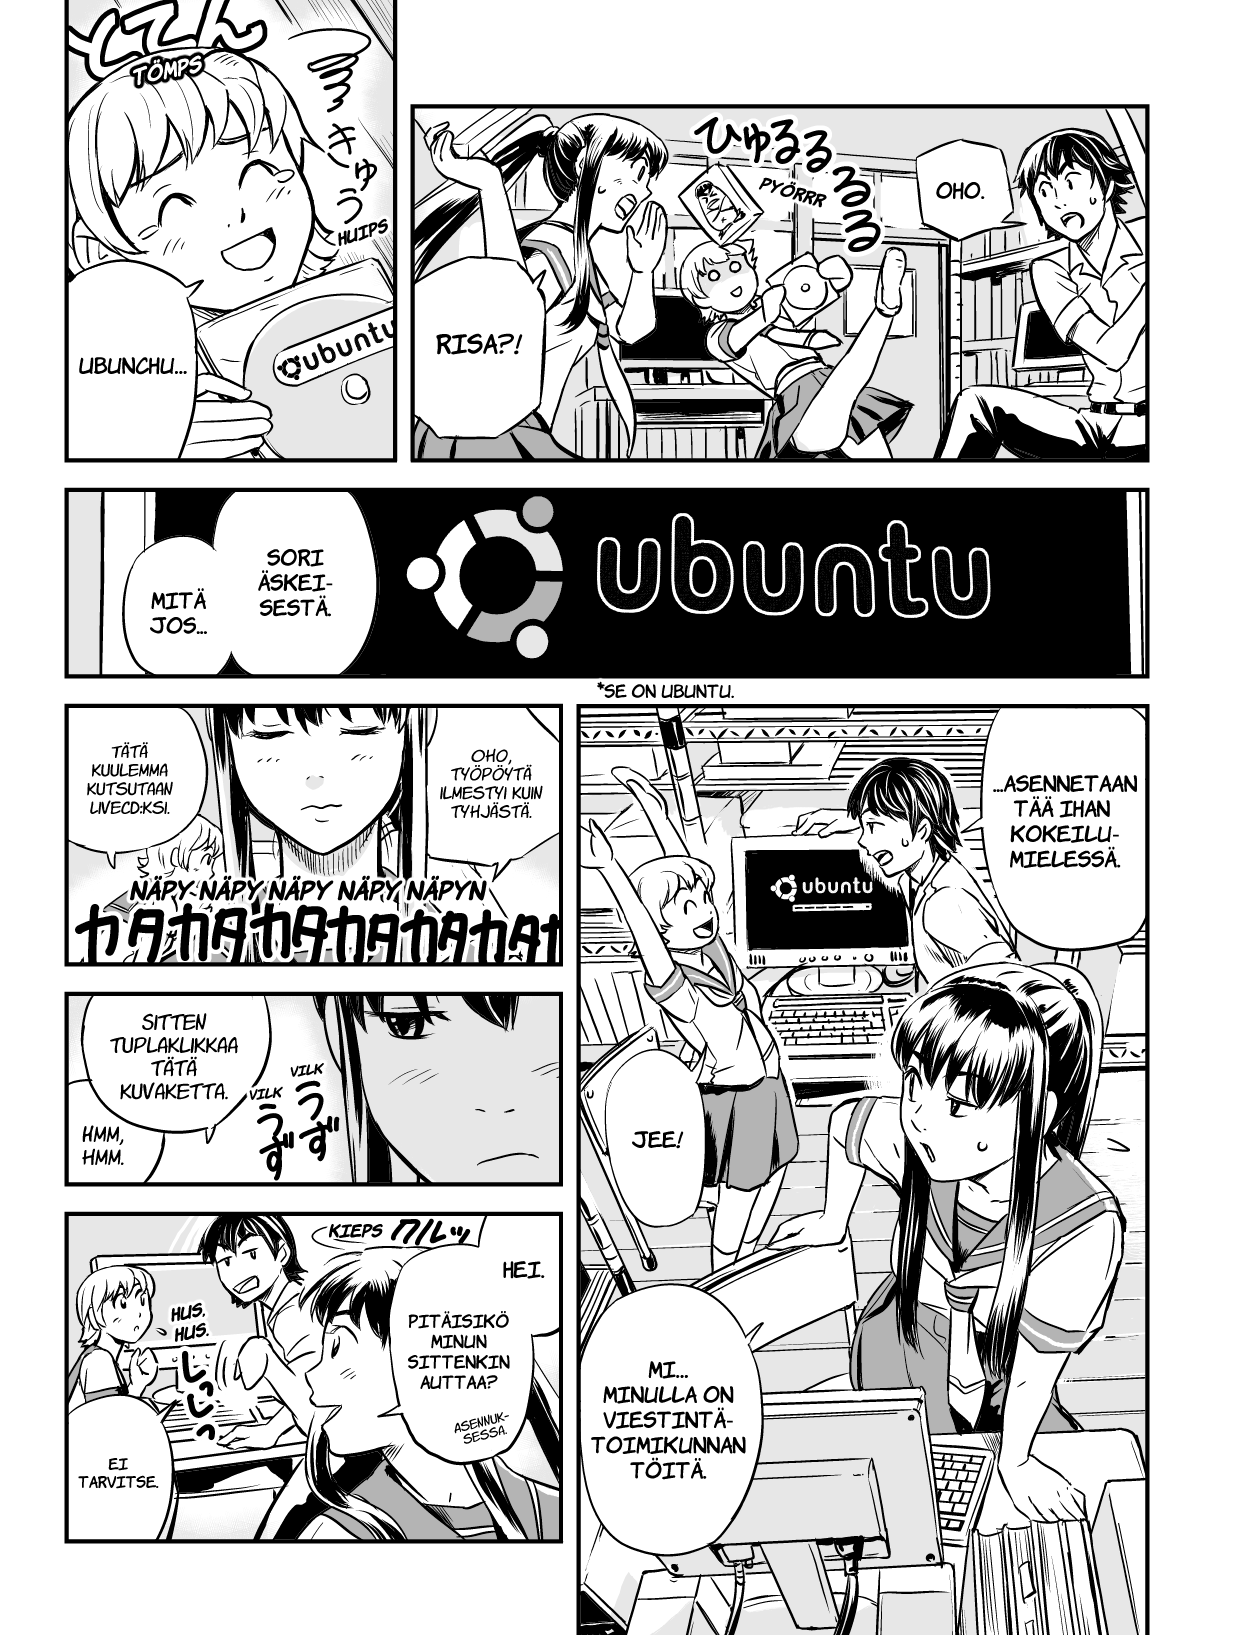 OHO.
ひゅるるるるる
PYÖRRR
RISA?!
とてん
TÖMPS
きゅう
HUIPS
UBUNCHU...
ubuntu
SORI
ÄSKEI-
SESTÄ.
MITÄ
JOS...
ubuntu
*SE ON UBUNTU.
...ASENNETAAN
TÄÄ IHAN
KOKEILU-
MIELESSÄ.
ubuntu
JEE!
MI...
MINULLA ON
VIESTINTÄ-
TOIMIKUNNAN
TÖITÄ.
OHO,
TYÖPÖYTÄ
ILMESTYI KUIN
TYHJÄSTÄ.
TÄTÄ
KUULEMMA
KUTSUTAAN
LIVECD:KSI.
NÄPY NÄPY NÄPY NÄPY NÄPYN
カタカタカタカタカタカタカ
SITTEN
TUPLAKLIKKAA
TÄTÄ
KUVAKETTA.
HMM,
HMM.
VILK
うず
VILK
うず
KIEPS
クルッ
HEI.
PITÄISIKÖ
MINUN
SITTENKIN
AUTTAA?
ASENNUK-
SESSA.
HUS.
HUS.
しっしっ
EI
TARVITSE.